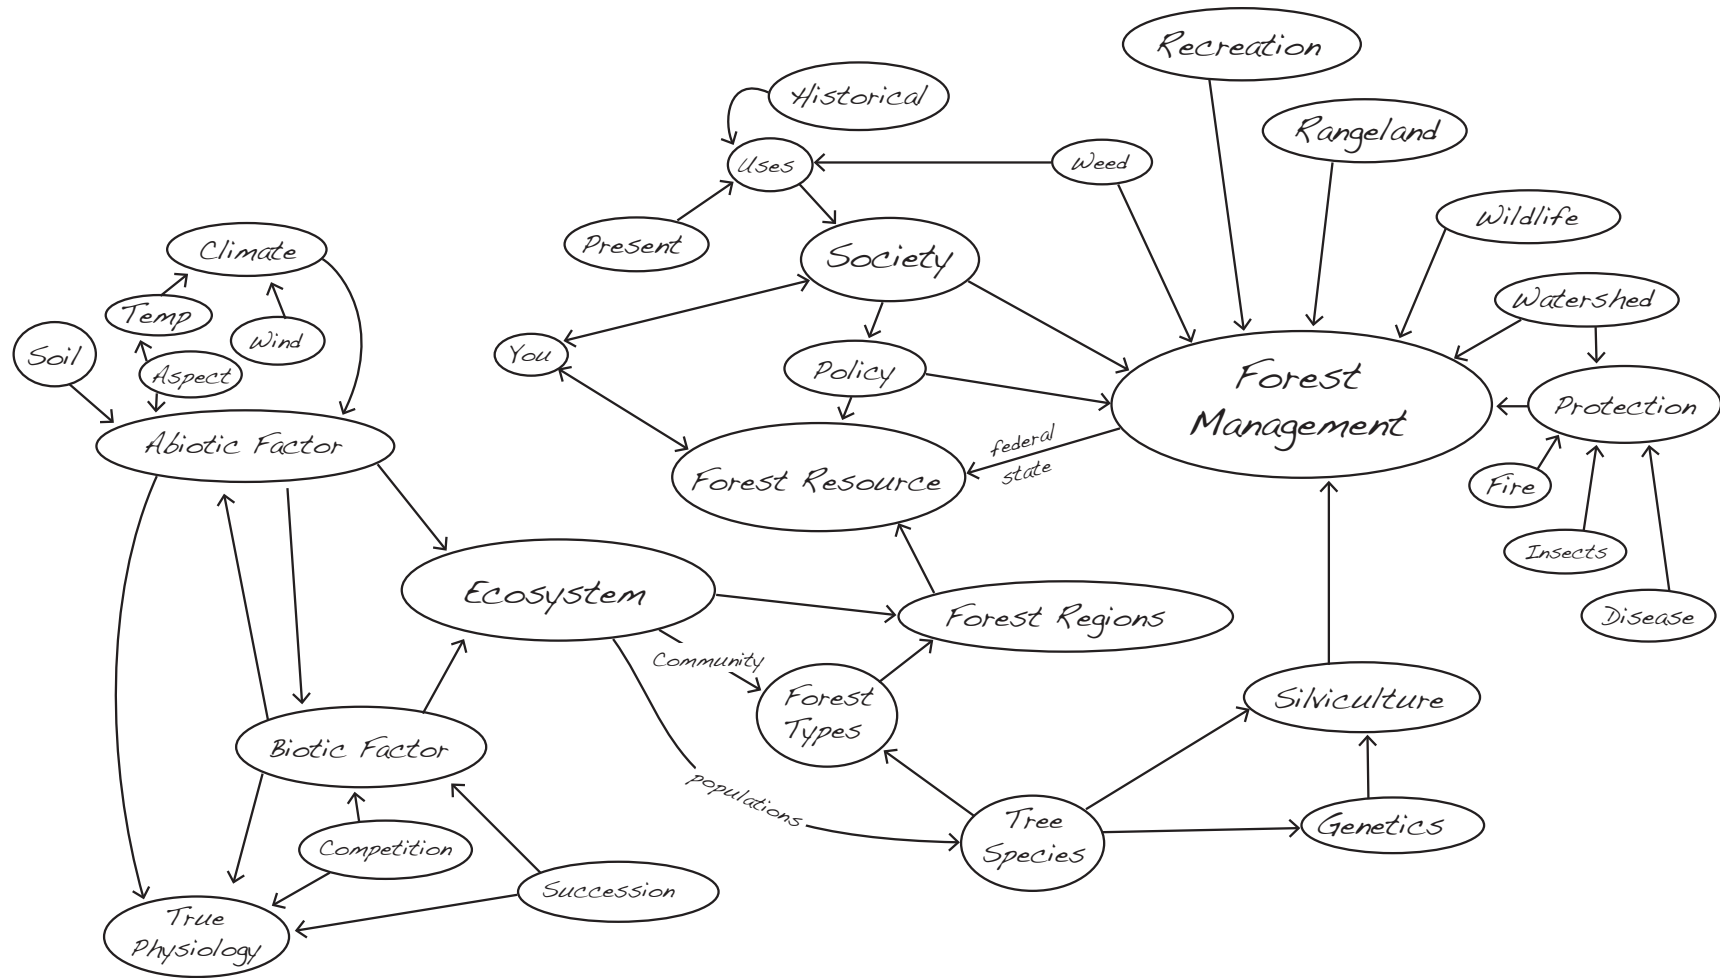 Recreation
Historical
Rangeland
Uses
Weed
Wildlife
Present
Climate
Society
Temp
Wind
Watershed
Soil
Aspect
You
Policy
Forest
Management
Protection
Abiotic Factor
federal
state
Forest Resource
Fire
Insects
Ecosystem
Forest Regions
Disease
Community
Forest
Types
Silviculture
Biotic Factor
populations
Tree
Species
Genetics
Competition
Succession
True
Physiology